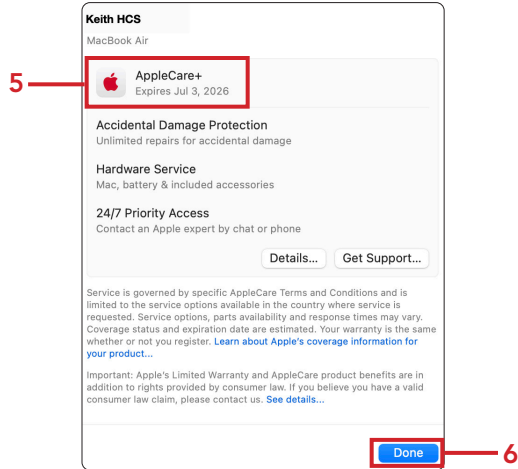 Keith HCS
MacBook Air
5
AppleCare+
Expires Jul 3, 2026
Accidental Damage Protection
Unlimited repairs for accidental damage
Hardware Service
Mac, battery & included accessories
24/7 Priority Access
Contact an Apple expert by chat or phone
Details... Get Support...
Service is governed by specific AppleCare Terms and Conditions and is
limited to the service options available in the country where service is
requested. Service options, parts availability and response times may vary.
Coverage status and expiration date are estimated. Your warranty is the same
whether or not you register. Learn about Apple's coverage information for
your product...
Important: Apple's Limited Warranty and AppleCare product benefits are in
addition to rights provided by consumer law. If you believe you have a valid
consumer law claim, please contact us. See details...
Done
6